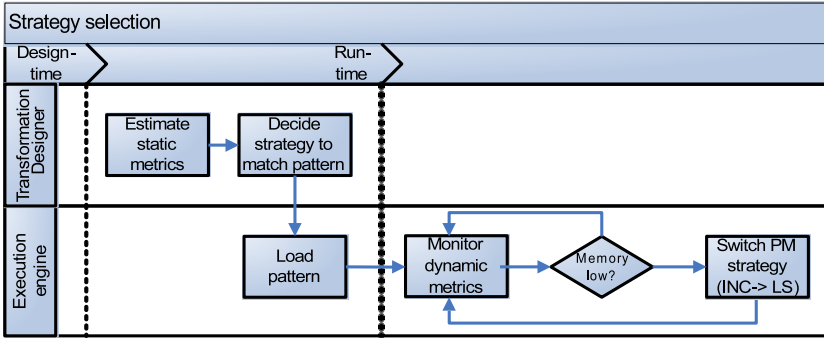 Strategy selection
Design-
time
Run-
time
Transformation
Designer
Estimate
static
metrics
Decide
strategy to
match pattern
Execution
engine
Load
pattern
Monitor
dynamic
metrics
Memory
low?
Switch PM
strategy
(INC-> LS)